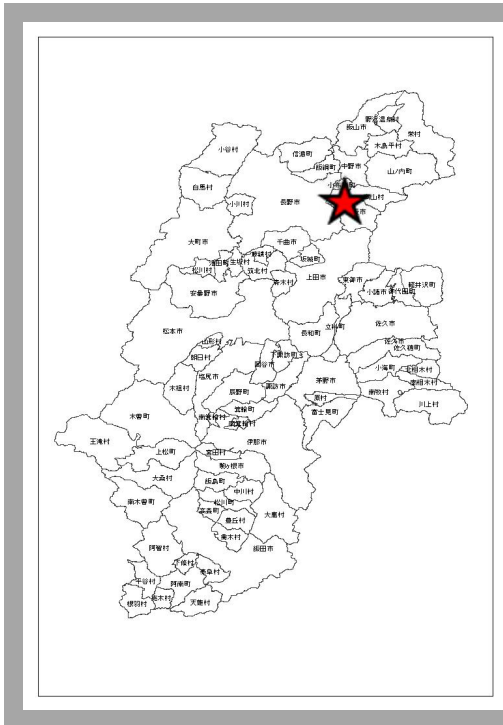 野沢温泉村
飯山市
栄村
木島平村
小谷村
信濃町
飯綱町
中野市
山ノ内町
白馬村
小川村
長野市
大町市
千曲市
坂城町
松川村
生坂村
麻績村
筑北村
青木村
上田市
東御市
小諸市
御代田町
軽井沢町
安曇野市
松本市
立科町
佐久市
長和町
佐久市
佐久穂町
山形村
朝日村
塩尻市
岡谷市
下諏訪町
小海町
北相木村
南相木村
茅野市
諏訪市
木祖村
辰野町
原村
南牧村
川上村
富士見町
箕輪町
木曽町
南箕輪村
南箕輪村
王滝村
上松町
伊那市
宮田村
駒ヶ根市
大桑村
飯島町
中川村
南木曽町
松川町
高森町
大鹿村
豊丘村
喬木村
阿智村
飯田市
下條村
泰阜村
平谷村
阿南町
根羽村
売木村
天龍村